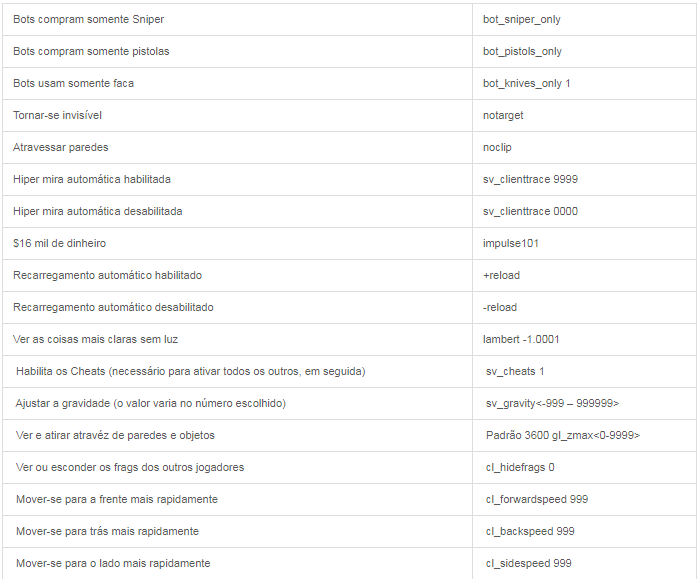 Bots compram somente Sniper bot_sniper_only
Bots compram somente pistolas bot_pistols_only
Bots usam somente faca bot_knives_only 1
Tornar-se invisível notarget
Atravessar paredes noclip
Hiper mira automática habilitada sv_clienttrace 9999
Hiper mira automática desabilitada sv_clienttrace 0000
$16 mil de dinheiro impulse101
Recarregamento automático habilitado +reload
Recarregamento automático desabilitado -reload
Ver as coisas mais claras sem luz lambert -1.0001
Habilita os Cheats (necessário para ativar todos os outros, em seguida) sv_cheats 1
Ajustar a gravidade (o valor varia no número escolhido) sv_gravity<-999 – 999999>
Ver e atirar atravéz de paredes e objetos Padrão 3600 gl_zmax<0-9999>
Ver ou esconder os frags dos outros jogadores cl_hidefrags 0
Mover-se para a frente mais rapidamente cl_forwardspeed 999
Mover-se para trás mais rapidamente cl_backspeed 999
Mover-se para o lado mais rapidamente cl_sidespeed 999